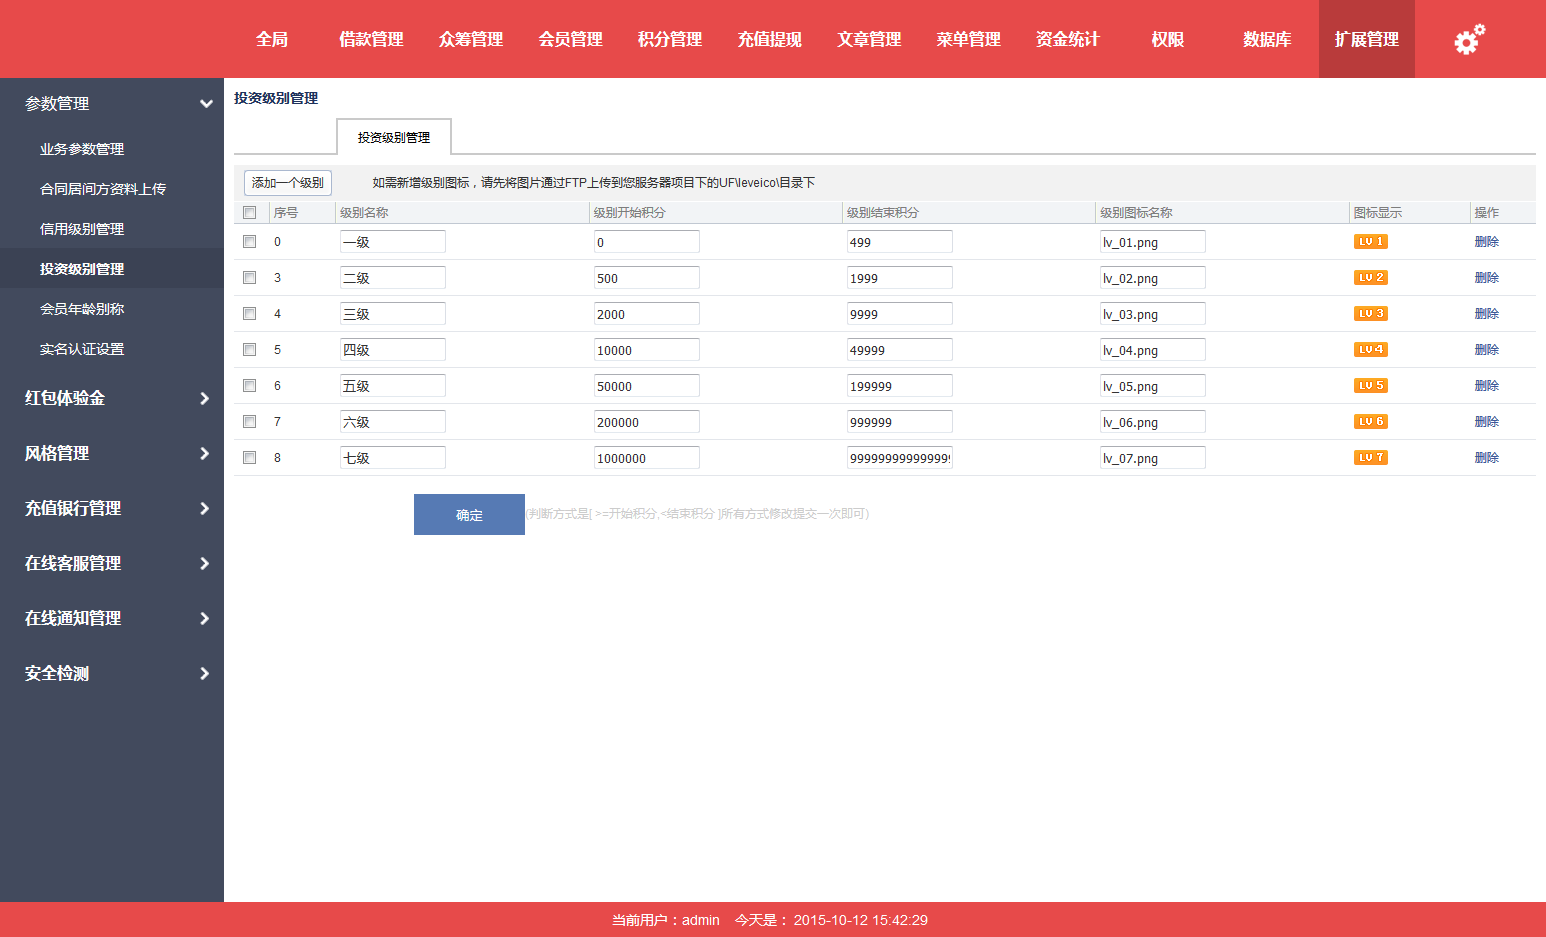 全局 借款管理 众筹管理 会员管理 积分管理 充值提现 文章管理 菜单管理 资金统计 权限 数据库 扩展管理
参数管理
业务参数管理
合同居间方资料上传
信用级别管理
投资级别管理
会员年龄别称
实名认证设置
红包体验金
风格管理
充值银行管理
在线客服管理
在线通知管理
安全检测
投资级别管理
投资级别管理
添加一个级别 如需新增级别图标，请先将图片通过FTP上传到您服务器项目下的UF\leveico\目录下
序号 级别名称 级别开始积分 级别结束积分 级别图标名称 图标显示 操作
0 一级 0 499 lv_01.png LV 1 删除
3 二级 500 1999 lv_02.png LV 2 删除
4 三级 2000 9999 lv_03.png LV 3 删除
5 四级 10000 49999 lv_04.png LV 4 删除
6 五级 50000 199999 lv_05.png LV 5 删除
7 六级 200000 999999 lv_06.png LV 6 删除
8 七级 1000000 99999999999999 lv_07.png LV 7 删除
确定 (判断方式是[ >=开始积分,<结束积分 ]所有方式修改提交一次即可)
当前用户：admin 今天是： 2015-10-12 15:42:29